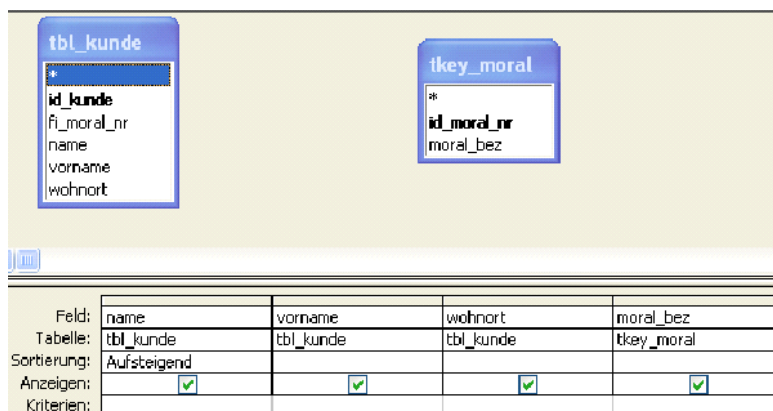 tbl_kunde
*
id_kunde
fi_moral_nr
name
vorname
wohnort
tkey_moral
*
id_moral_nr
moral_bez
Feld: name vorname wohnort moral_bez
Tabelle: tbl_kunde tbl_kunde tbl_kunde tkey_moral
Sortierung: Aufsteigend
Anzeigen:
Kriterien: